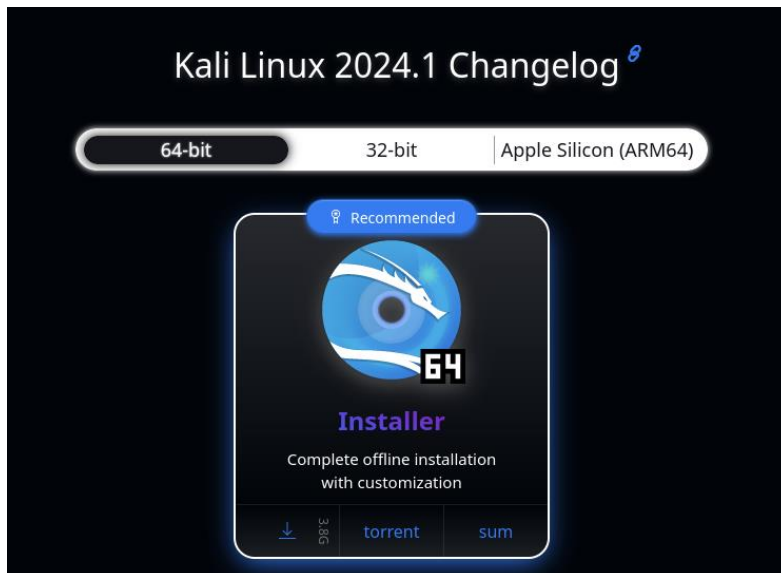 Kali Linux 2024.1 Changelog
64-bit
32-bit
Apple Silicon (ARM64)
Recommended
64
Installer
Complete offline installation
with customization
3.8G
torrent
sum